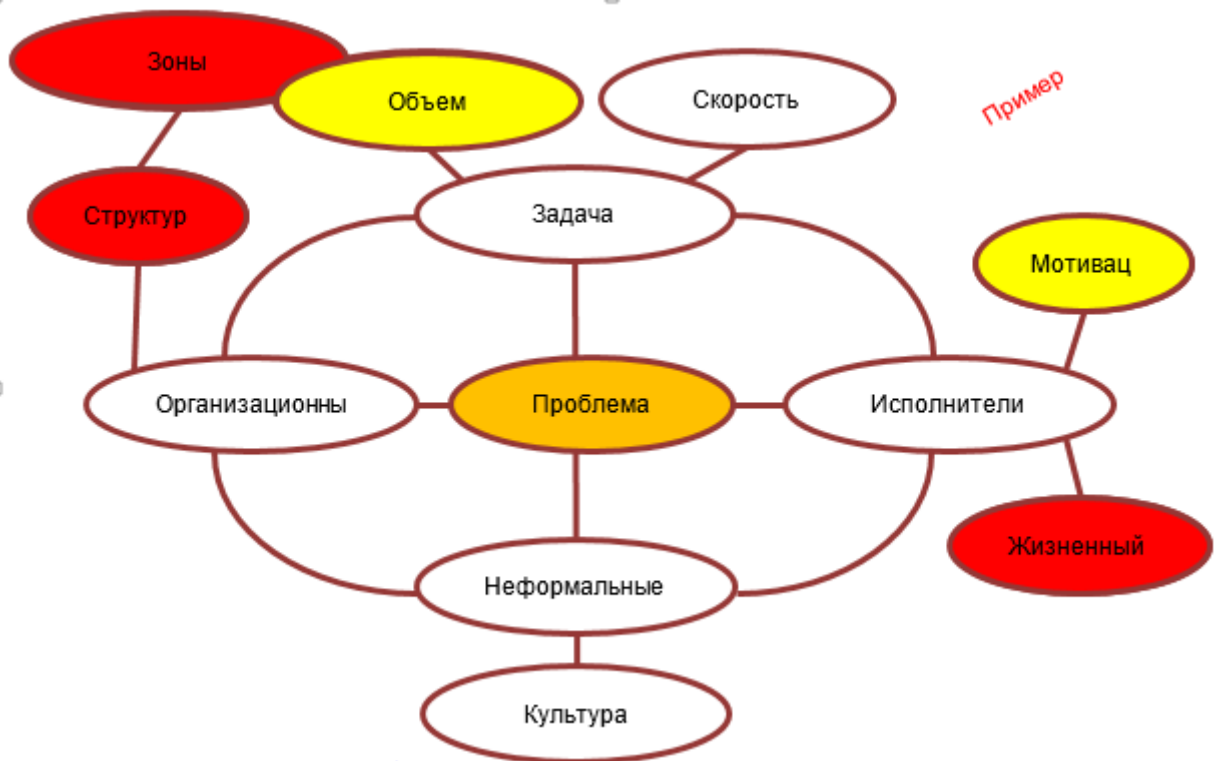 Зоны
Объем
Скорость
Пример
Структур
Задача
Мотивац
Организационны
Проблема
Исполнители
Жизненный
Неформальные
Культура